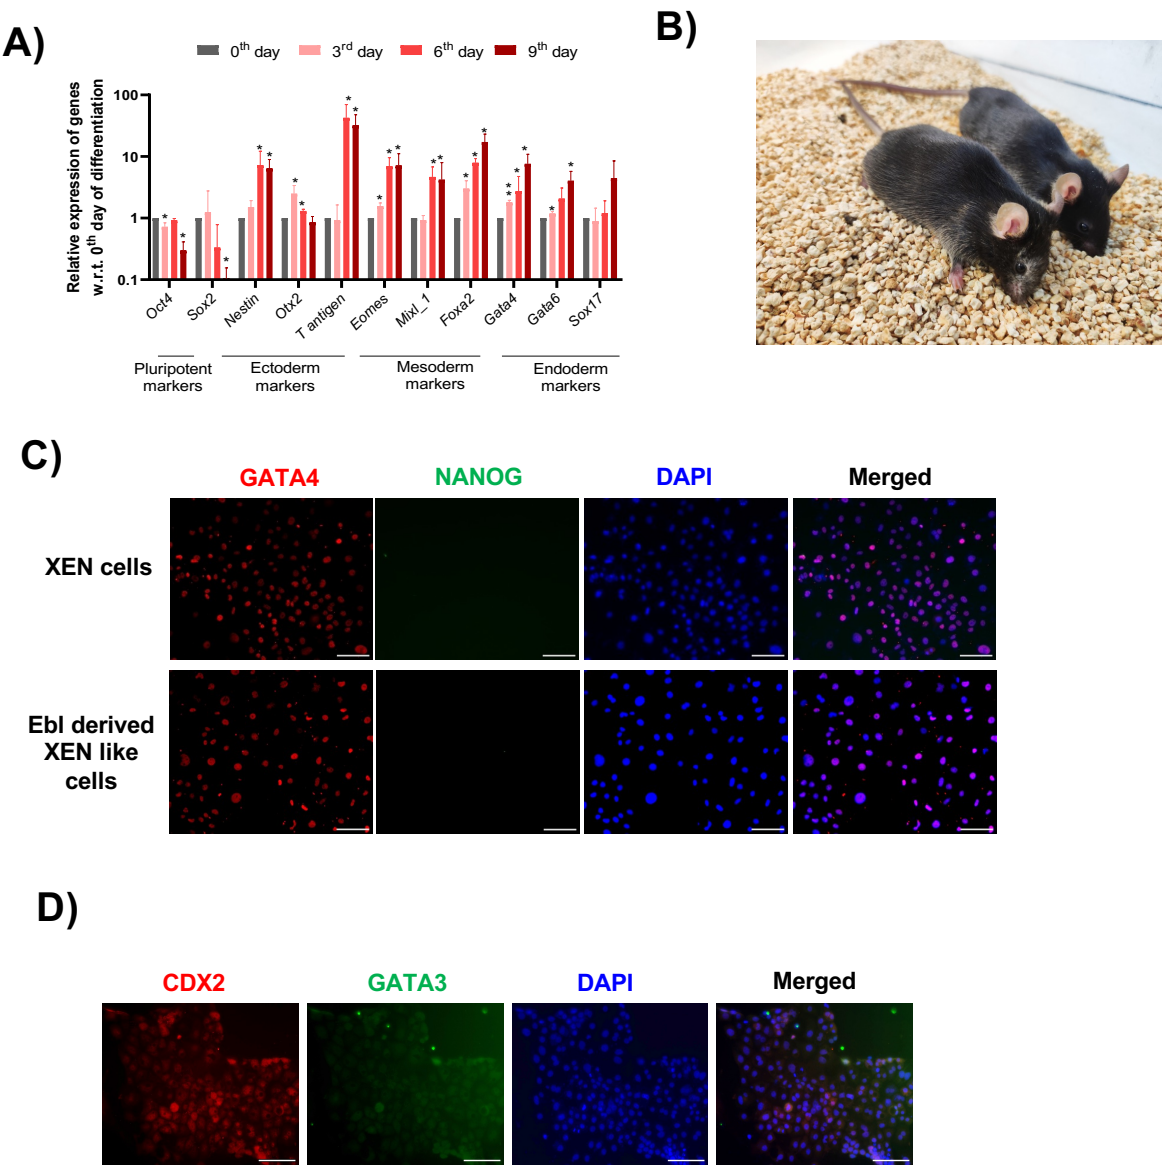 A)
0th day 3rd day 6th day 9th day
Relative expression of genes
w.r.t. 0th day of differentiation
100
10
1
0.1
* * * * * * * * * * * * * * * * * * * * *
Oct4 Sox2 Nestin Otx2 T antigen Eomes Mixl_1 Foxa2 Gata4 Gata6 Sox17
Pluripotent
markers
Ectoderm
markers
Mesoderm
markers
Endoderm
markers
B)
C)
GATA4 NANOG DAPI Merged
XEN cells
Ebl derived
XEN like
cells
D)
CDX2 GATA3 DAPI Merged